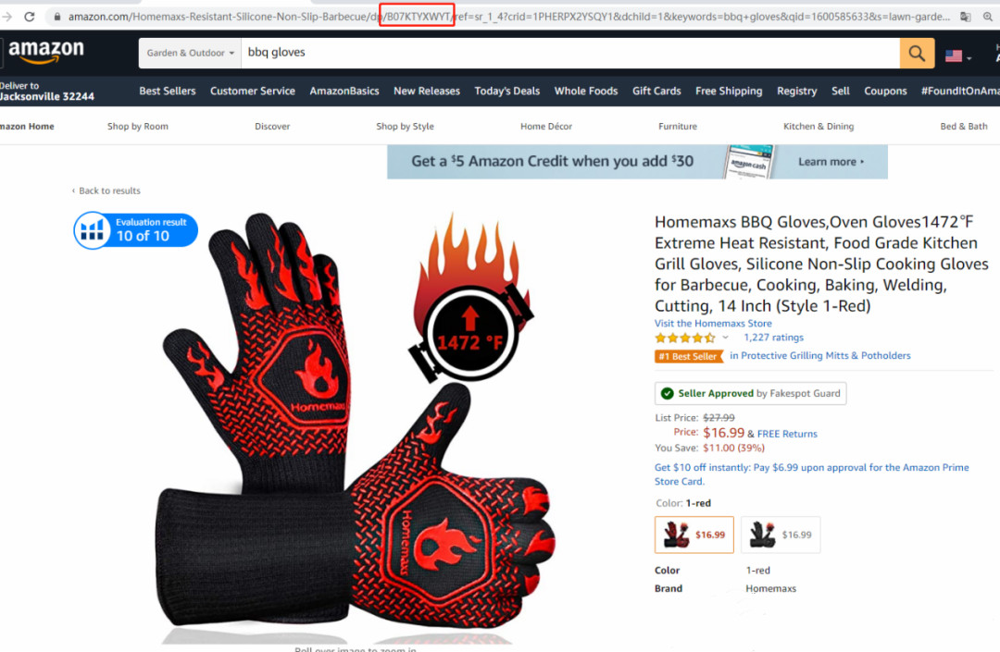 amazon.com/Homemaxs-Resistant-Silicone-Non-Slip-Barbecue/dp/B07KTYXWYT/ref=sr_1_4?crid=1PHERPX2YSQY1&dchild=1&keywords=bbq+gloves&qid=1600585633&s=lawn-garde...
amazon
Garden & Outdoor
bbq gloves
Deliver to
Jacksonville 32244
Best Sellers Customer Service AmazonBasics New Releases Today's Deals Whole Foods Gift Cards Free Shipping Registry Sell Coupons #FoundItOnAma
mazon Home Shop by Room Discover Shop by Style Home Décor Furniture Kitchen & Dining Bed & Bath
Get a $5 Amazon Credit when you add $30
amazon cash
Learn more
‹ Back to results
Evaluation result
10 of 10
1472 °F
Homemaxs
Homemaxs
Roll over image to zoom in
Homemaxs BBQ Gloves,Oven Gloves1472℉
Extreme Heat Resistant, Food Grade Kitchen
Grill Gloves, Silicone Non-Slip Cooking Gloves
for Barbecue, Cooking, Baking, Welding,
Cutting, 14 Inch (Style 1-Red)
Visit the Homemaxs Store
1,227 ratings
#1 Best Seller in Protective Grilling Mitts & Potholders
Seller Approved by Fakespot Guard
List Price: $27.99
Price: $16.99 & FREE Returns
You Save: $11.00 (39%)
Get $10 off instantly: Pay $6.99 upon approval for the Amazon Prime
Store Card.
Color: 1-red
$16.99 $16.99
Color 1-red
Brand Homemaxs